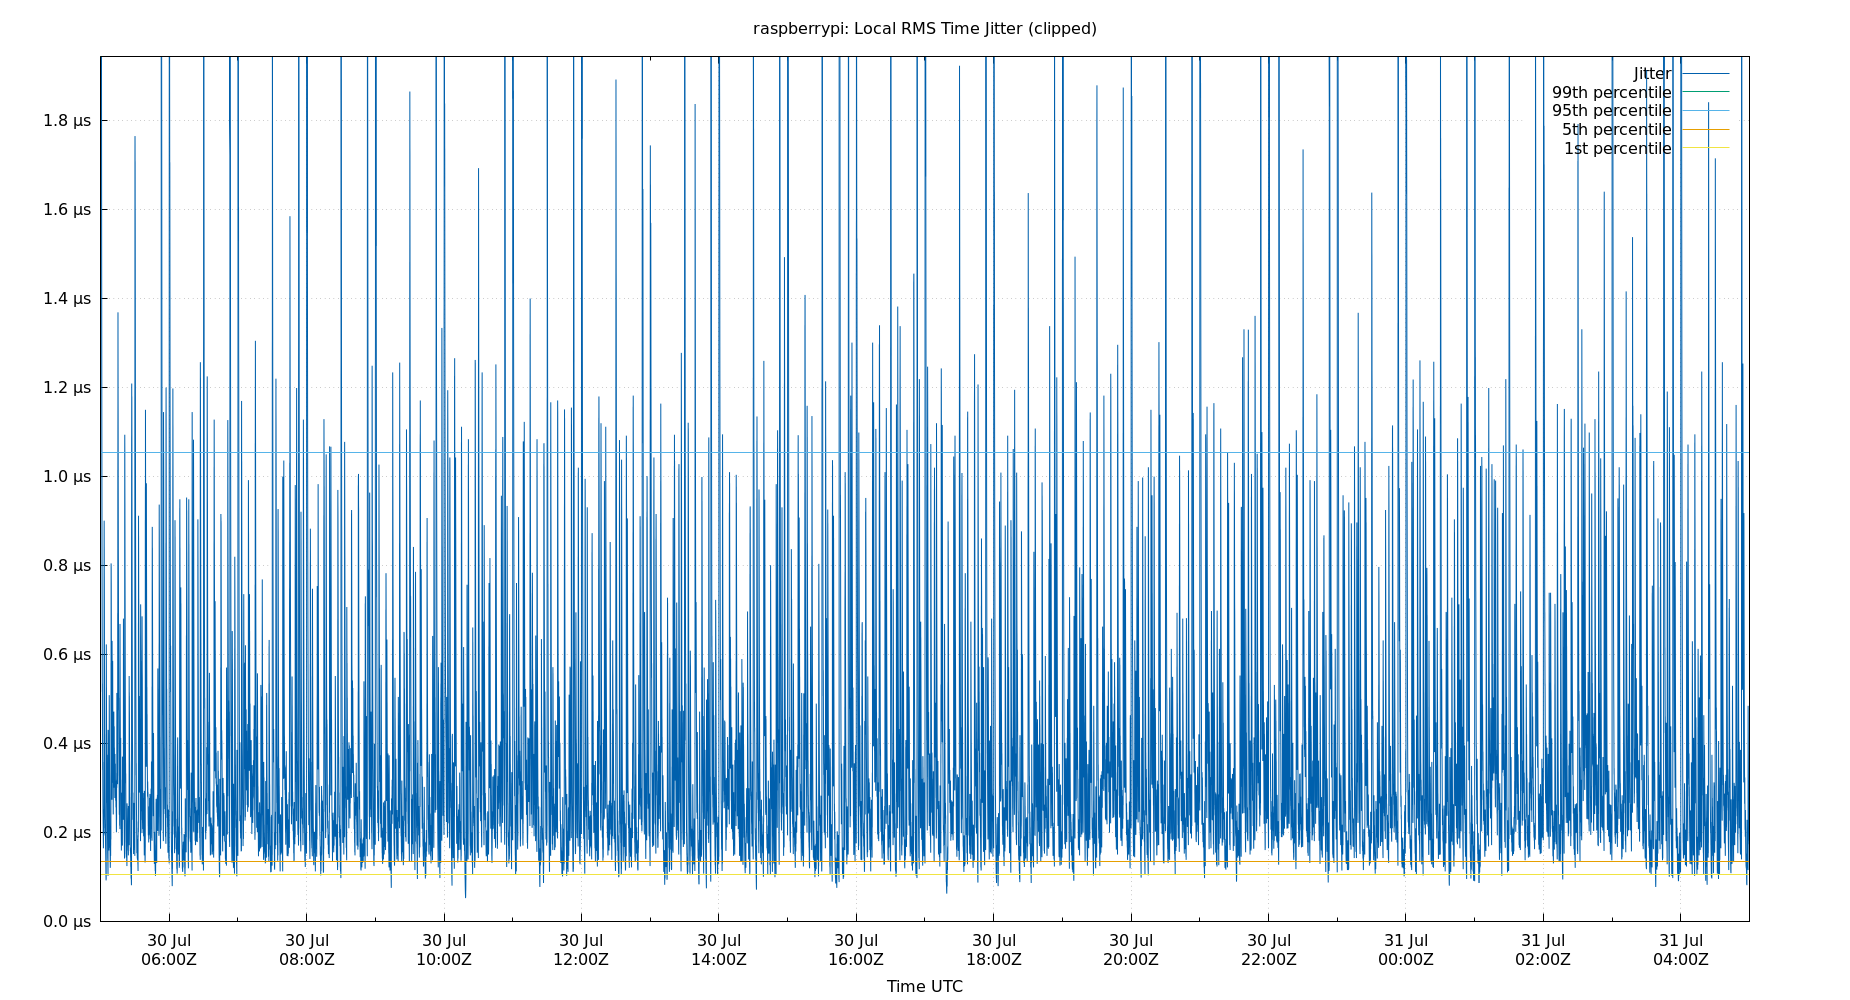 raspberrypi: Local RMS Time Jitter (clipped)
Jitter
99th percentile
95th percentile
5th percentile
1st percentile
1.8 µs
1.6 µs
1.4 µs
1.2 µs
1.0 µs
0.8 µs
0.6 µs
0.4 µs
0.2 µs
0.0 µs
30 Jul 30 Jul 30 Jul 30 Jul 30 Jul 30 Jul 30 Jul 30 Jul 30 Jul 31 Jul 31 Jul 31 Jul
06:00Z 08:00Z 10:00Z 12:00Z 14:00Z 16:00Z 18:00Z 20:00Z 22:00Z 00:00Z 02:00Z 04:00Z
Time UTC